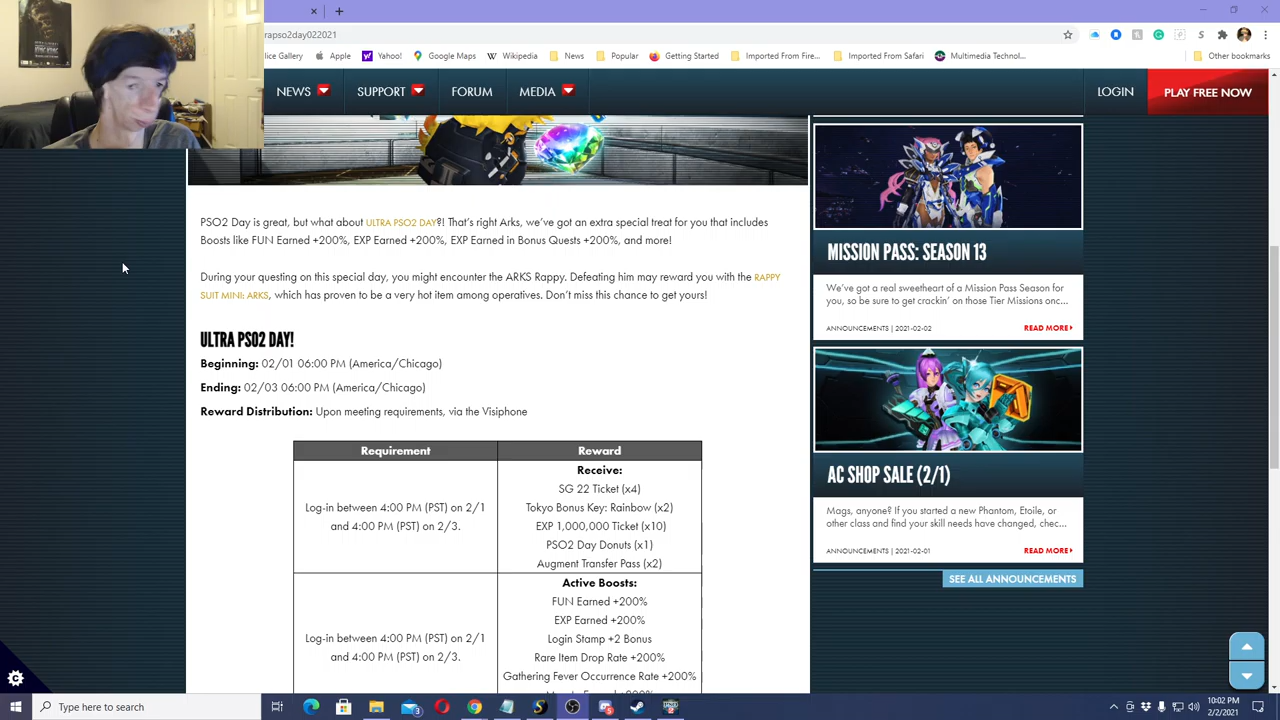 rapso2day022021
lice Gallery
Apple
Yahoo!
Google Maps
Wikipedia
News
Popular
Getting Started
Imported From Fire...
Imported From Safari
Multimedia Technol...
Other bookmarks
NEWS
SUPPORT
FORUM
MEDIA
LOGIN
PLAY FREE NOW
PSO2 Day is great, but what about ULTRA PSO2 DAY?! That's right Arks, we've got an extra special treat for you that includes
Boosts like FUN Earned +200%, EXP Earned +200%, EXP Earned in Bonus Quests +200%, and more!
During your questing on this special day, you might encounter the ARKS Rappy. Defeating him may reward you with the RAPPY
SUIT MINI: ARKS, which has proven to be a very hot item among operatives. Don't miss this chance to get yours!
ULTRA PSO2 DAY!
Beginning: 02/01 06:00 PM (America/Chicago)
Ending: 02/03 06:00 PM (America/Chicago)
Reward Distribution: Upon meeting requirements, via the Visiphone
Requirement
Reward
Log-in between 4:00 PM (PST) on 2/1
and 4:00 PM (PST) on 2/3.
Receive:
SG 22 Ticket (x4)
Tokyo Bonus Key: Rainbow (x2)
EXP 1,000,000 Ticket (x10)
PSO2 Day Donuts (x1)
Augment Transfer Pass (x2)
Log-in between 4:00 PM (PST) on 2/1
and 4:00 PM (PST) on 2/3.
Active Boosts:
FUN Earned +200%
EXP Earned +200%
Login Stamp +2 Bonus
Rare Item Drop Rate +200%
Gathering Fever Occurrence Rate +200%
MISSION PASS: SEASON 13
We've got a real sweetheart of a Mission Pass Season for
you, so be sure to get crackin' on those Tier Missions onc...
ANNOUNCEMENTS | 2021-02-02
READ MORE
AC SHOP SALE (2/1)
Mags, anyone? If you started a new Phantom, Etoile, or
other class and find your skill needs have changed, chec...
ANNOUNCEMENTS | 2021-02-01
READ MORE
SEE ALL ANNOUNCEMENTS
Type here to search
10:02 PM
2/2/2021